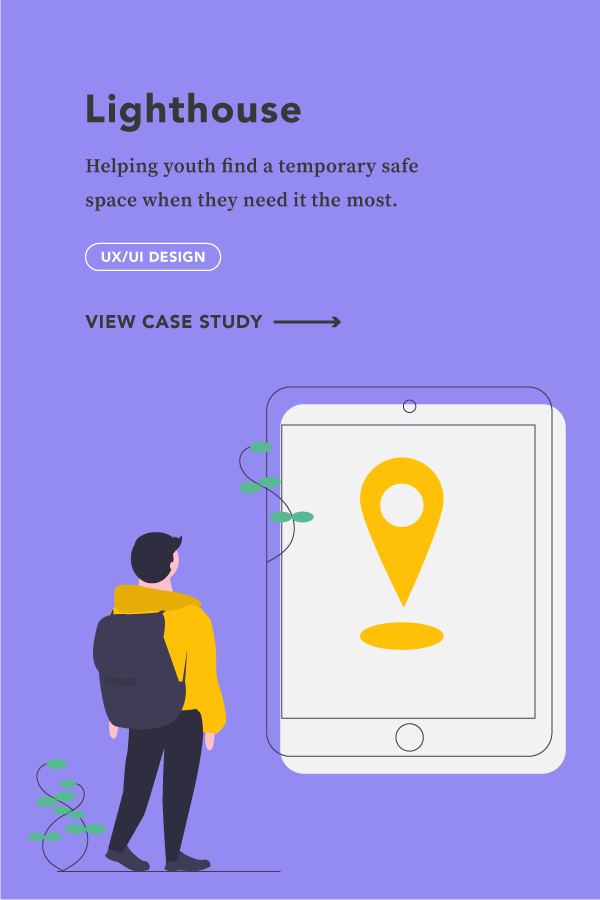 Lighthouse
Helping youth find a temporary safe
space when they need it the most.
UX/UI DESIGN
VIEW CASE STUDY